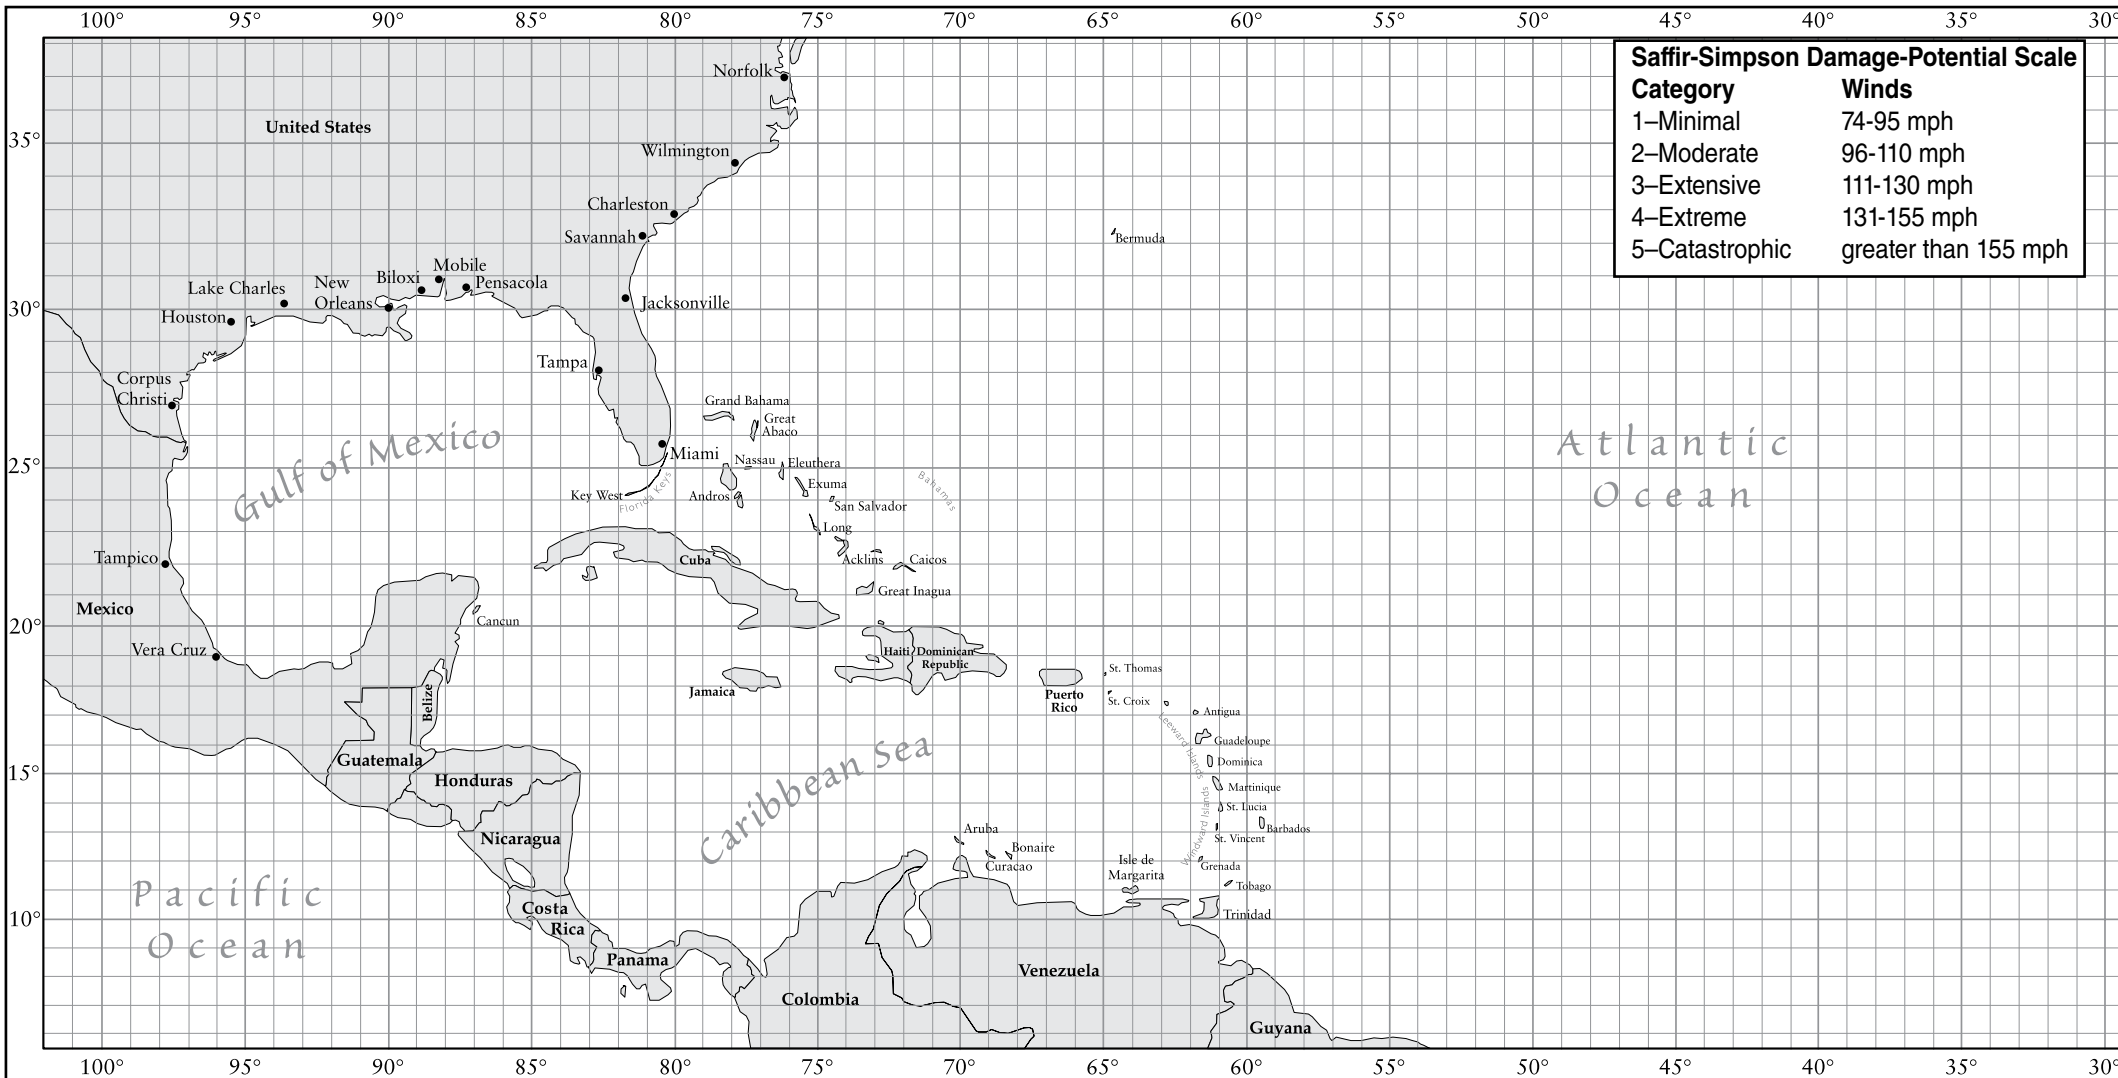 100° 95° 90° 85° 80° 75° 70° 65° 60° 55° 50° 45° 40° 35° 30°
Saffir-Simpson Damage-Potential Scale
Category Winds
1–Minimal 74-95 mph
2–Moderate 96-110 mph
3–Extensive 111-130 mph
4–Extreme 131-155 mph
5–Catastrophic greater than 155 mph
Norfolk
United States
35°
Wilmington
Charleston
Savannah
Bermuda
Mobile
Biloxi
Pensacola
Lake Charles
New
Orleans
30°
Jacksonville
Houston
Tampa
Corpus
Christi
Grand Bahama
Great
Abaco
Gulf of Mexico
Atlantic
Ocean
Miami
25°
Nassau
Eleuthera
Bahamas
Exuma
Key West
Florida Keys
Andros
San Salvador
Long
Tampico
Cuba
Acklins
Caicos
Great Inagua
Mexico
Cancun
20°
Vera Cruz
Haiti
Dominican
Republic
St. Thomas
Jamaica
Puerto
Rico
St. Croix
Belize
Antigua
Leeward Islands
Guadeloupe
Caribbean Sea
Guatemala
Dominica
15°
Honduras
Martinique
St. Lucia
Windward Islands
Barbados
Nicaragua
St. Vincent
Aruba
Bonaire
Curacao
Isle de
Margarita
Grenada
Tobago
Pacific
Ocean
Costa
Rica
10°
Trinidad
Panama
Venezuela
Colombia
Guyana
100° 95° 90° 85° 80° 75° 70° 65° 60° 55° 50° 45° 40° 35° 30°